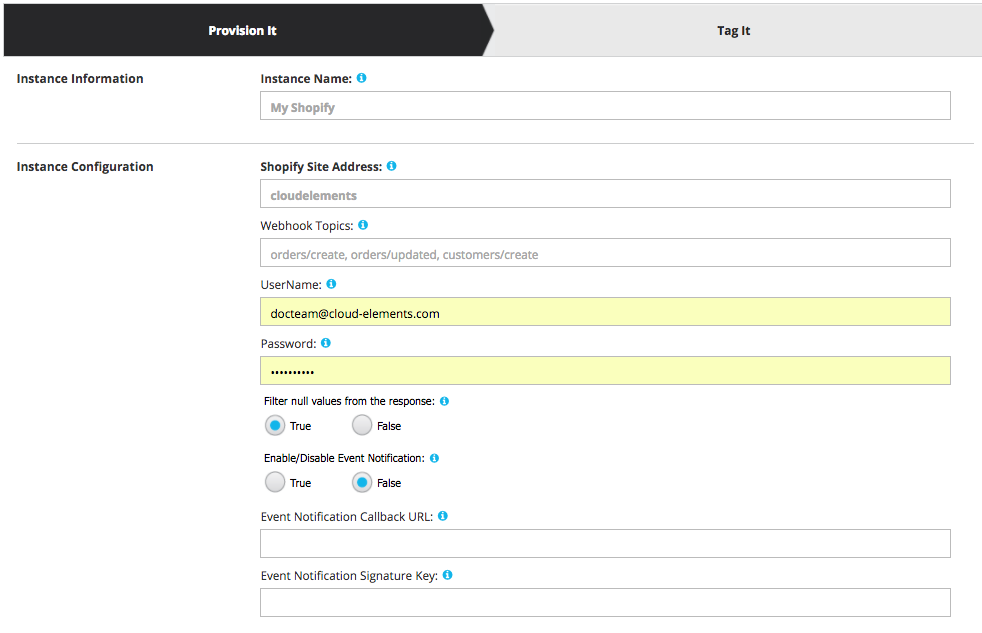 Provision It
Tag It
Instance Information
Instance Name:
My Shopify
Instance Configuration
Shopify Site Address:
cloudelements
Webhook Topics:
orders/create, orders/updated, customers/create
UserName:
docteam@cloud-elements.com
Password:
••••••••••
Filter null values from the response:
True False
Enable/Disable Event Notification:
True False
Event Notification Callback URL:
Event Notification Signature Key: